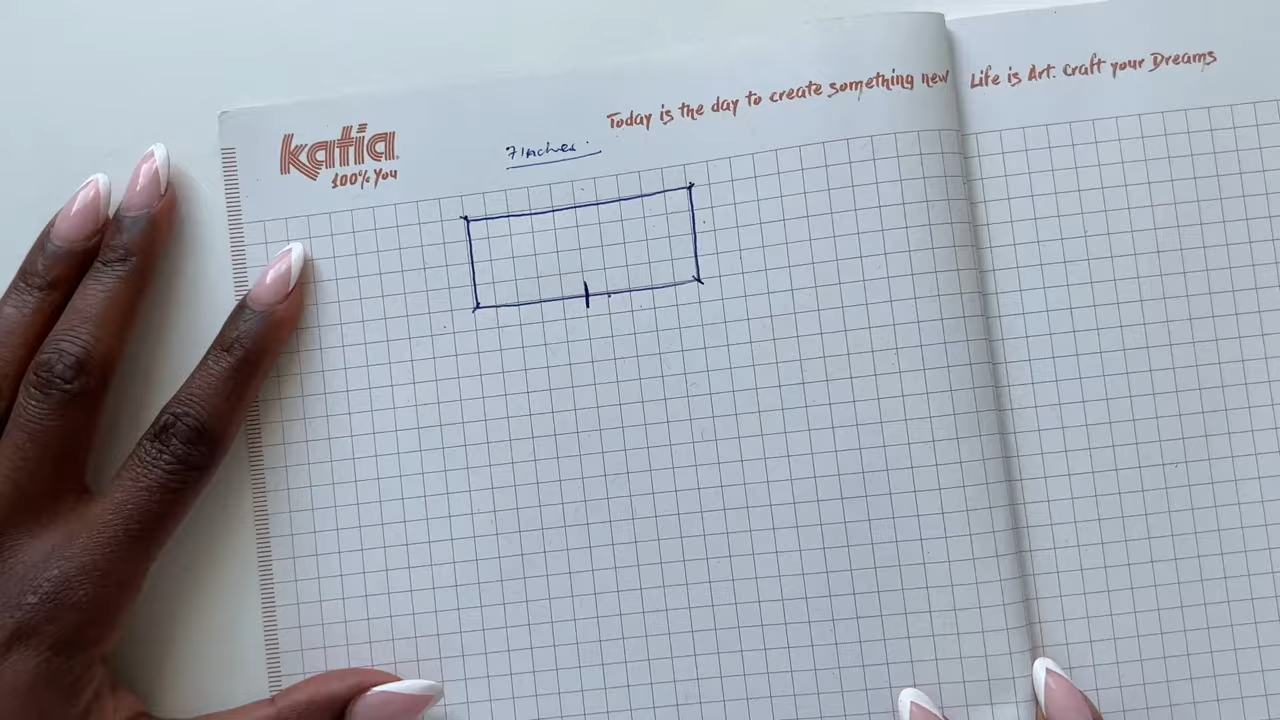 katia
100% You
Today is the day to create something new
Life is Art. Craft your Dreams
7 inches